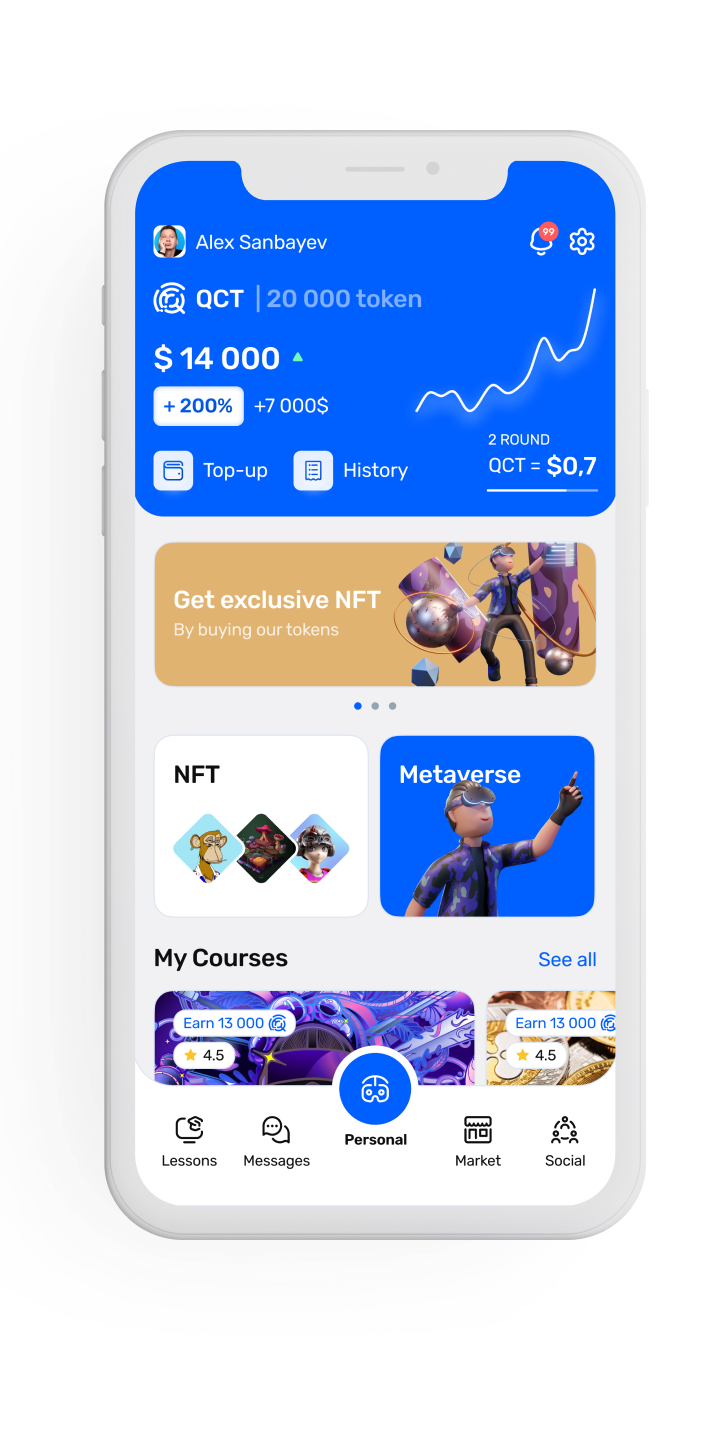 Alex Sanbayev
99
QCT | 20 000 token
$ 14 000
+ 200% +7 000$
2 ROUND
QCT = $0,7
Top-up History
Get exclusive NFT
By buying our tokens
NFT
Metaverse
My Courses
See all
Earn 13 000
4.5
Earn 13 000
4.5
Lessons
Messages
Personal
Market
Social